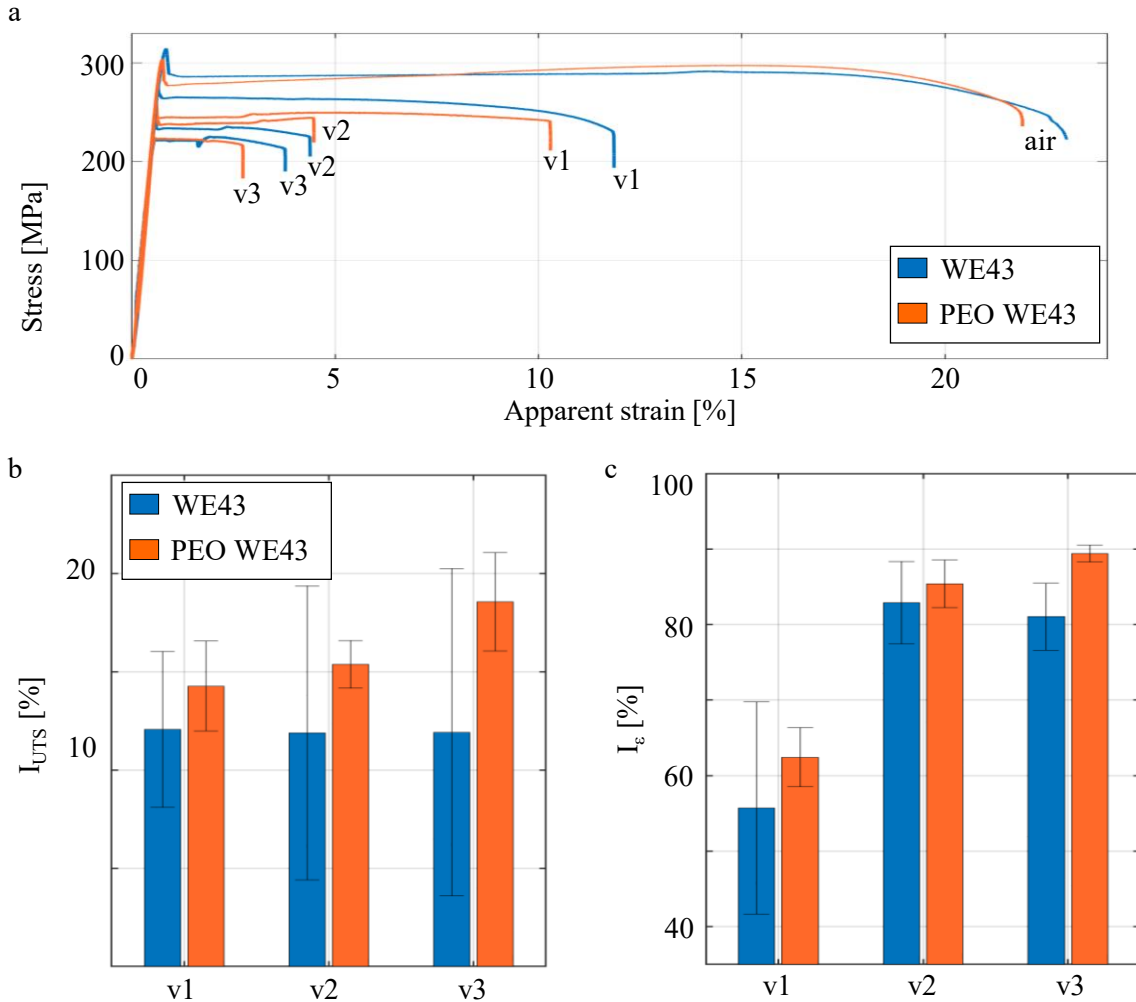 a
300
200
100
0
Stress [MPa]
v3
v3
v2
v2
v1
v1
air
WE43
PEO WE43
0 5 10 15 20
Apparent strain [%]
b
WE43
PEO WE43
20
10
I_UTS [%]
v1 v2 v3
c
100
80
60
40
I_ε [%]
v1 v2 v3